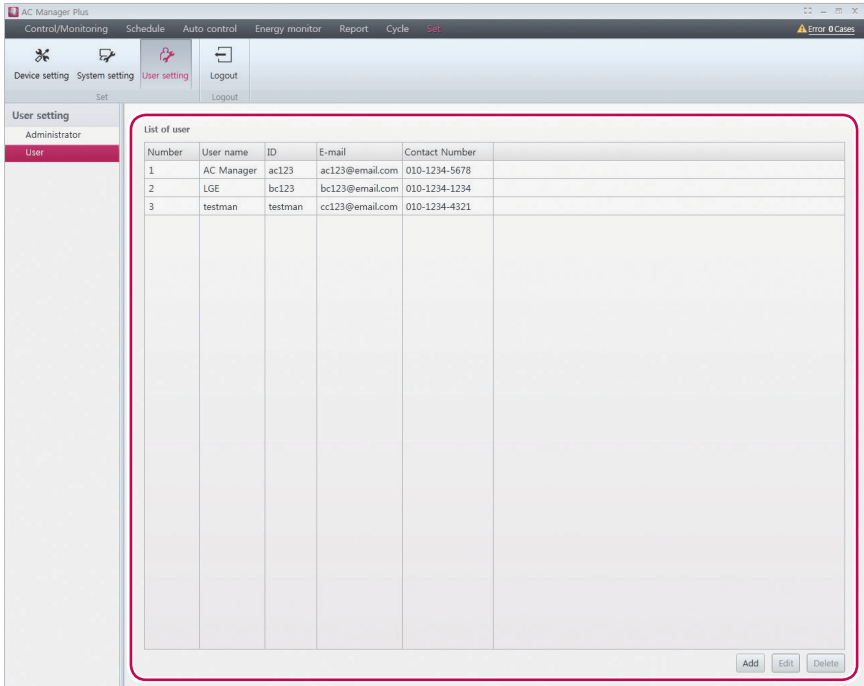 AC Manager Plus
Control/Monitoring Schedule Auto control Energy monitor Report Cycle Set
Error 0 Cases
Device setting System setting User setting Logout
Set Logout
User setting
Administrator
User
List of user
Number User name ID E-mail Contact Number
1 AC Manager ac123 ac123@email.com 010-1234-5678
2 LGE bc123 bc123@email.com 010-1234-1234
3 testman testman cc123@email.com 010-1234-4321
Add Edit Delete